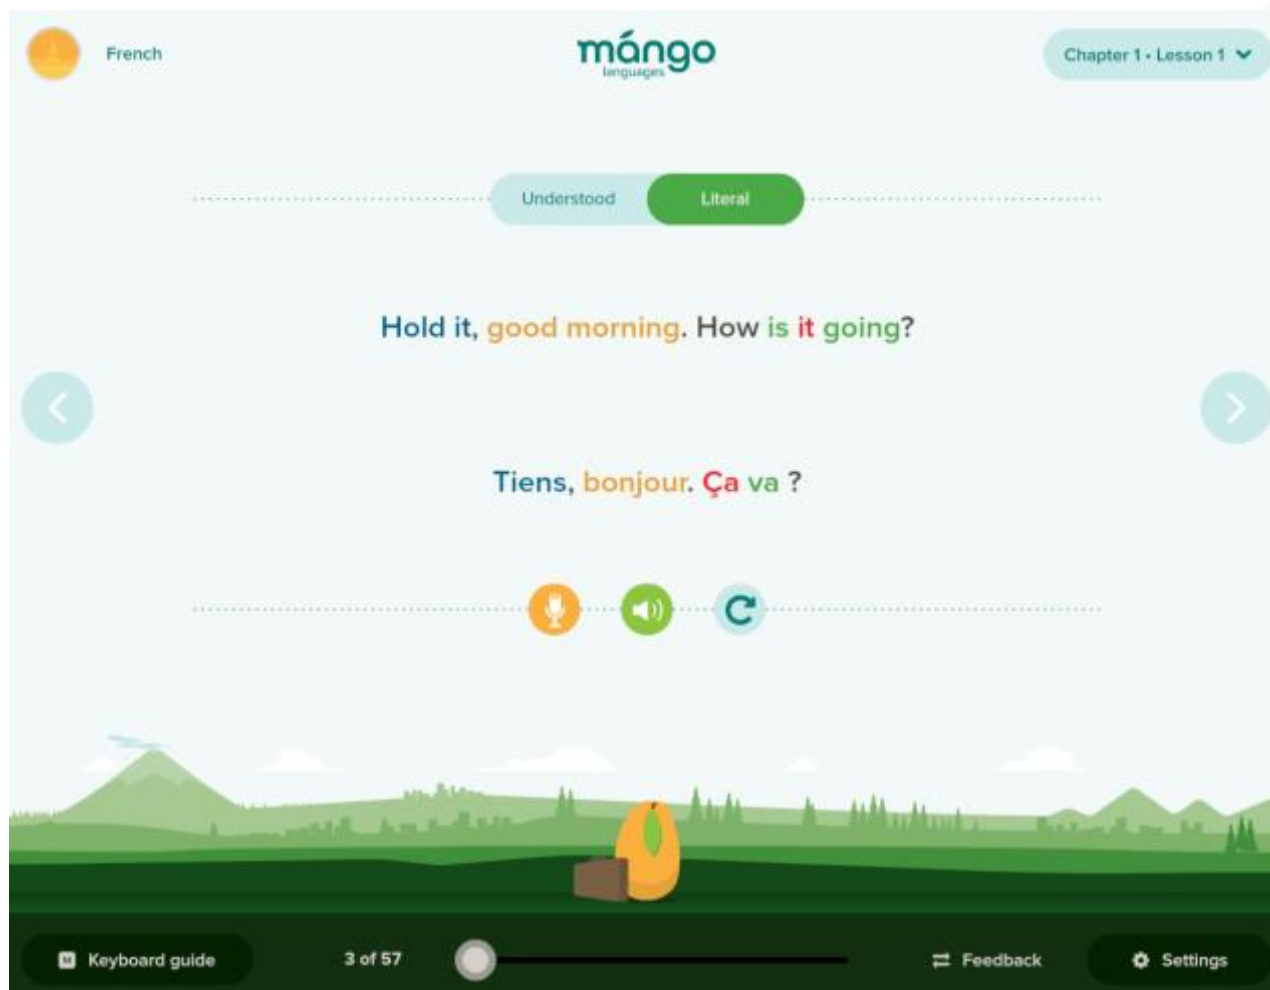 French
mángo
languages
Chapter 1 • Lesson 1
Understood
Literal
Hold it, good morning. How is it going?
Tiens, bonjour. Ça va ?
Keyboard guide
3 of 57
Feedback
Settings